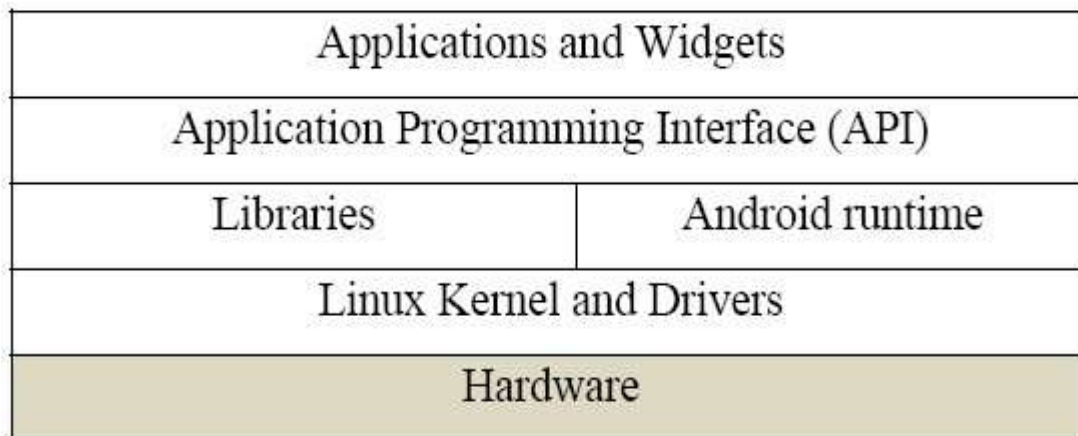 Applications and Widgets
Application Programming Interface (API)
Libraries
Android runtime
Linux Kernel and Drivers
Hardware